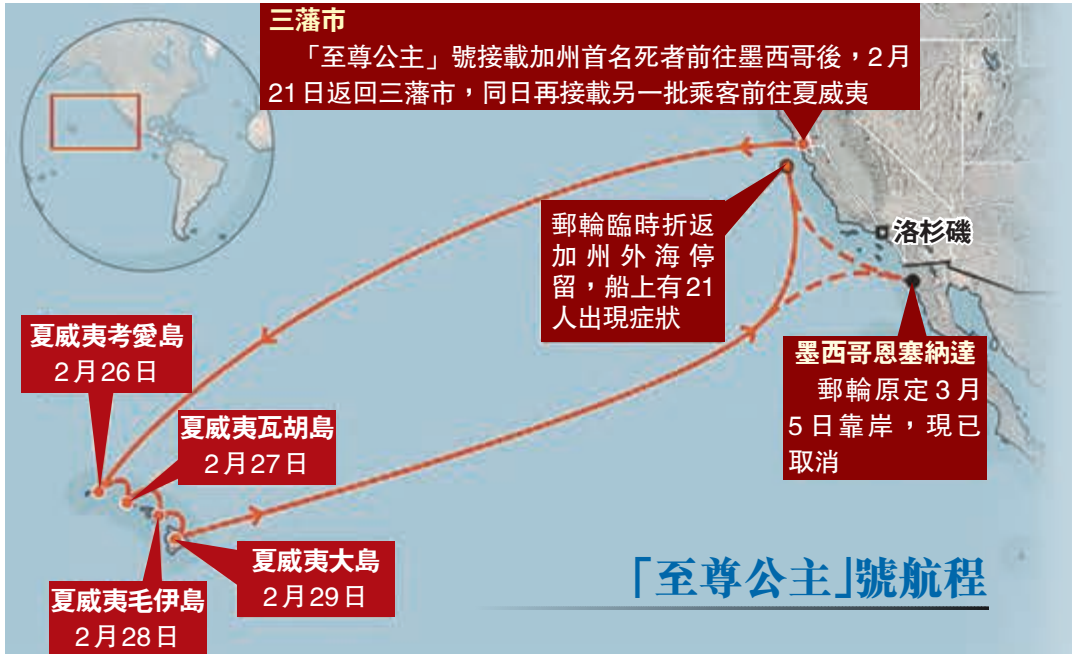 三藩市
「至尊公主」號接載加州首名死者前往墨西哥後，2月
21日返回三藩市，同日再接載另一批乘客前往夏威夷
郵輪臨時折返
加州外海停
留，船上有21
人出現症狀
洛杉磯
墨西哥恩塞納達
郵輪原定3月
5日靠岸，現已
取消
夏威夷考愛島
2月26日
夏威夷瓦胡島
2月27日
夏威夷大島
2月29日
夏威夷毛伊島
2月28日
「至尊公主」號航程